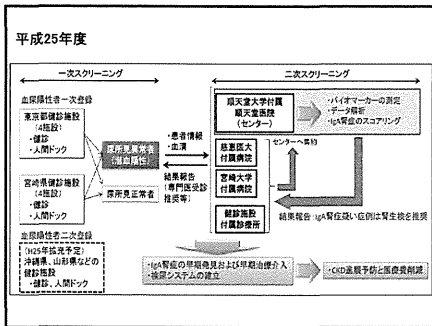 平成25年度
一次スクリーニング
二次スクリーニング
血尿陽性者一次登録
東京都健診施設
(4施設)
・健診
・人間ドック
宮崎県健診施設
(4施設)
・健診
・人間ドック
血尿陽性者二次登録
(H25年拡充予定)
沖縄県、山形県などの
健診施設
・健診、人間ドック
尿所見異常者
(血尿陽性)
尿所見正常者
・患者情報
・血清
結果報告
(専門医受診
推奨等)
順天堂大学付属
順天堂医院
(センター)
慈恵医大
付属病院
宮崎大学
付属病院
健診施設
付属診療所
センターへ集約
・バイオマーカーの測定
・データ解析
・IgA腎症のスコアリング
結果報告:IgA腎症疑い症例は腎生検を推奨
・IgA腎症の早期発見および早期治療介入
・検尿システムの確立
・CKD進展予防と医療費削減